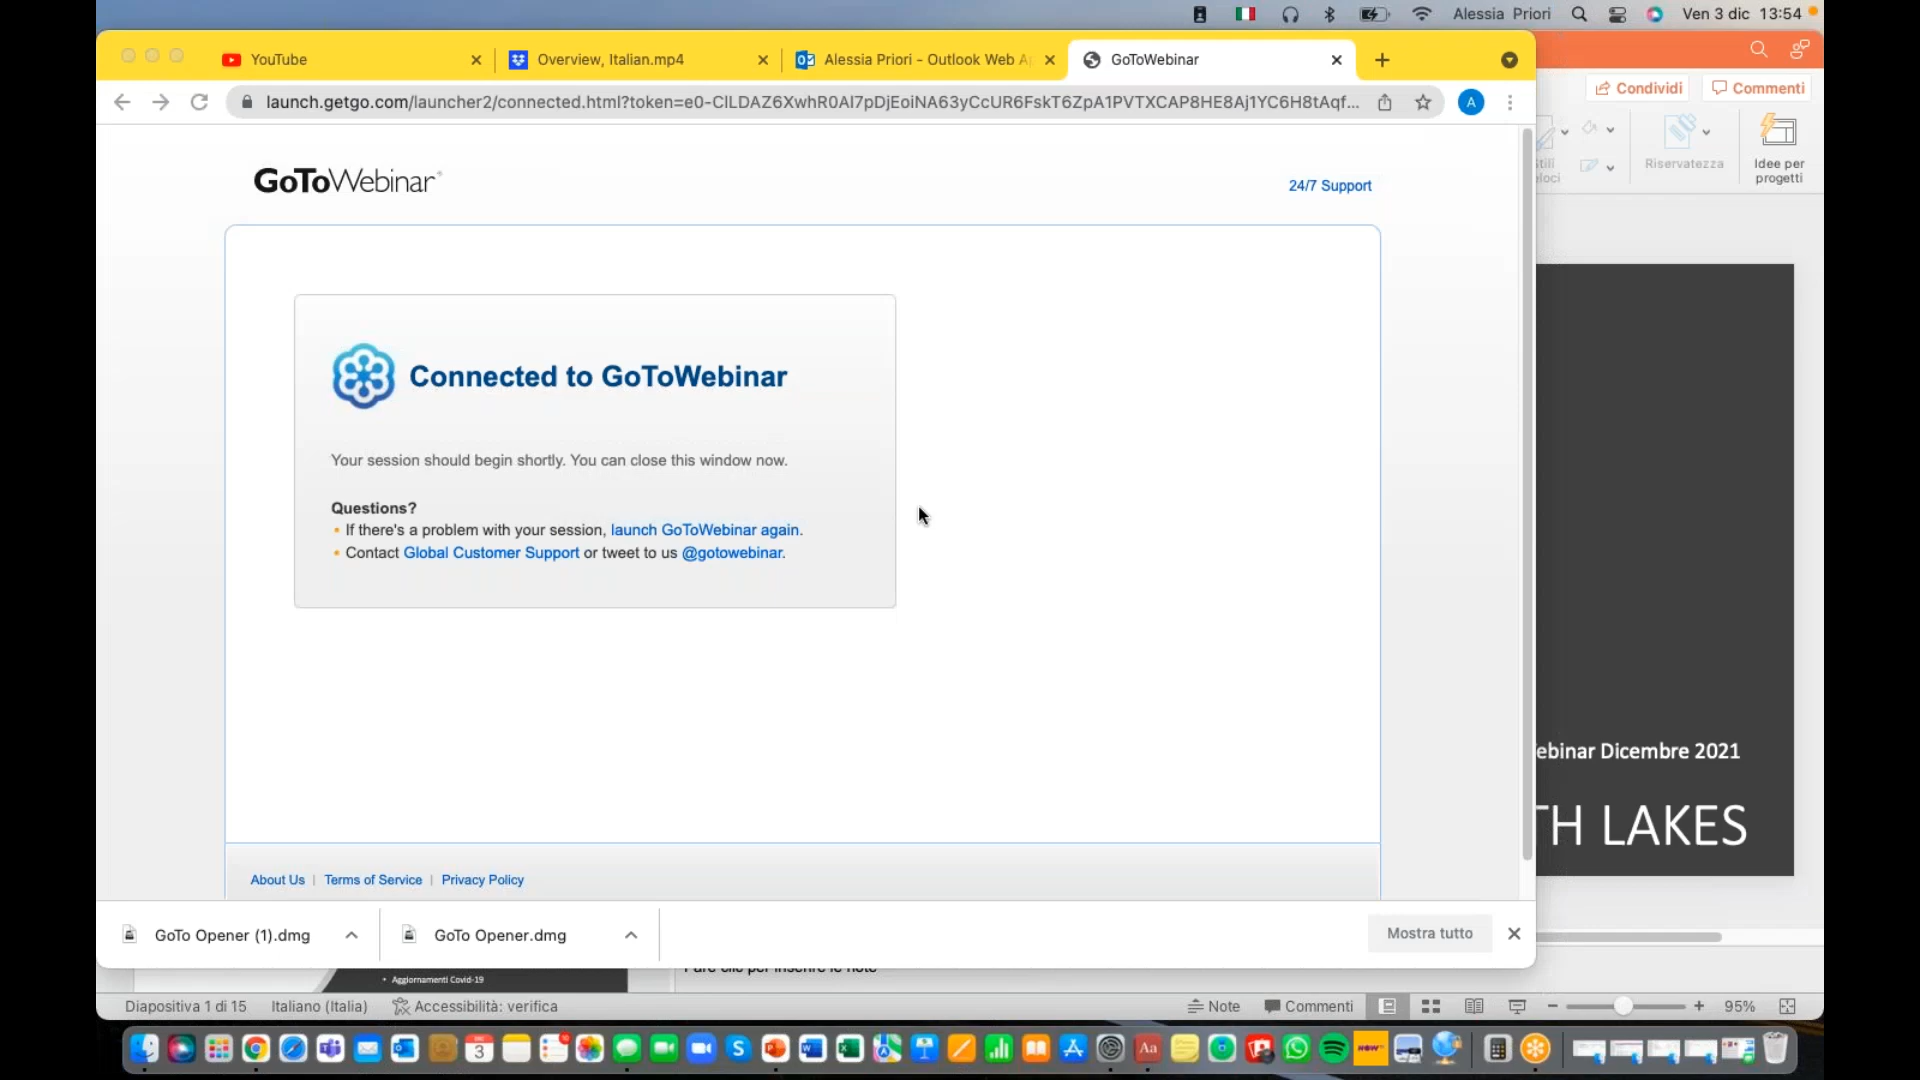 Alessia Priori
Ven 3 dic 13:54
YouTube
Overview, Italian.mp4
Alessia Priori - Outlook Web A
GoToWebinar
launch.getgo.com/launcher2/connected.html?token=e0-ClLDAZ6XwhR0Al7pDjEoiNA63yCcUR6FskT6ZpA1PVTXCAP8HE8Aj1YC6H8tAqf...
A
Condividi
Commenti
Riservatezza
Idee per
progetti
GoToWebinar
24/7 Support
Connected to GoToWebinar
Your session should begin shortly. You can close this window now.
Questions?
• If there's a problem with your session, launch GoToWebinar again.
• Contact Global Customer Support or tweet to us @gotowebinar.
ebinar Dicembre 2021
TH LAKES
About Us | Terms of Service | Privacy Policy
GoTo Opener (1).dmg
GoTo Opener.dmg
Mostra tutto
• Aggiornamenti Covid-19
Diapositiva 1 di 15
Italiano (Italia)
Accessibilità: verifica
Note
Commenti
95%
3
Aa
NOW